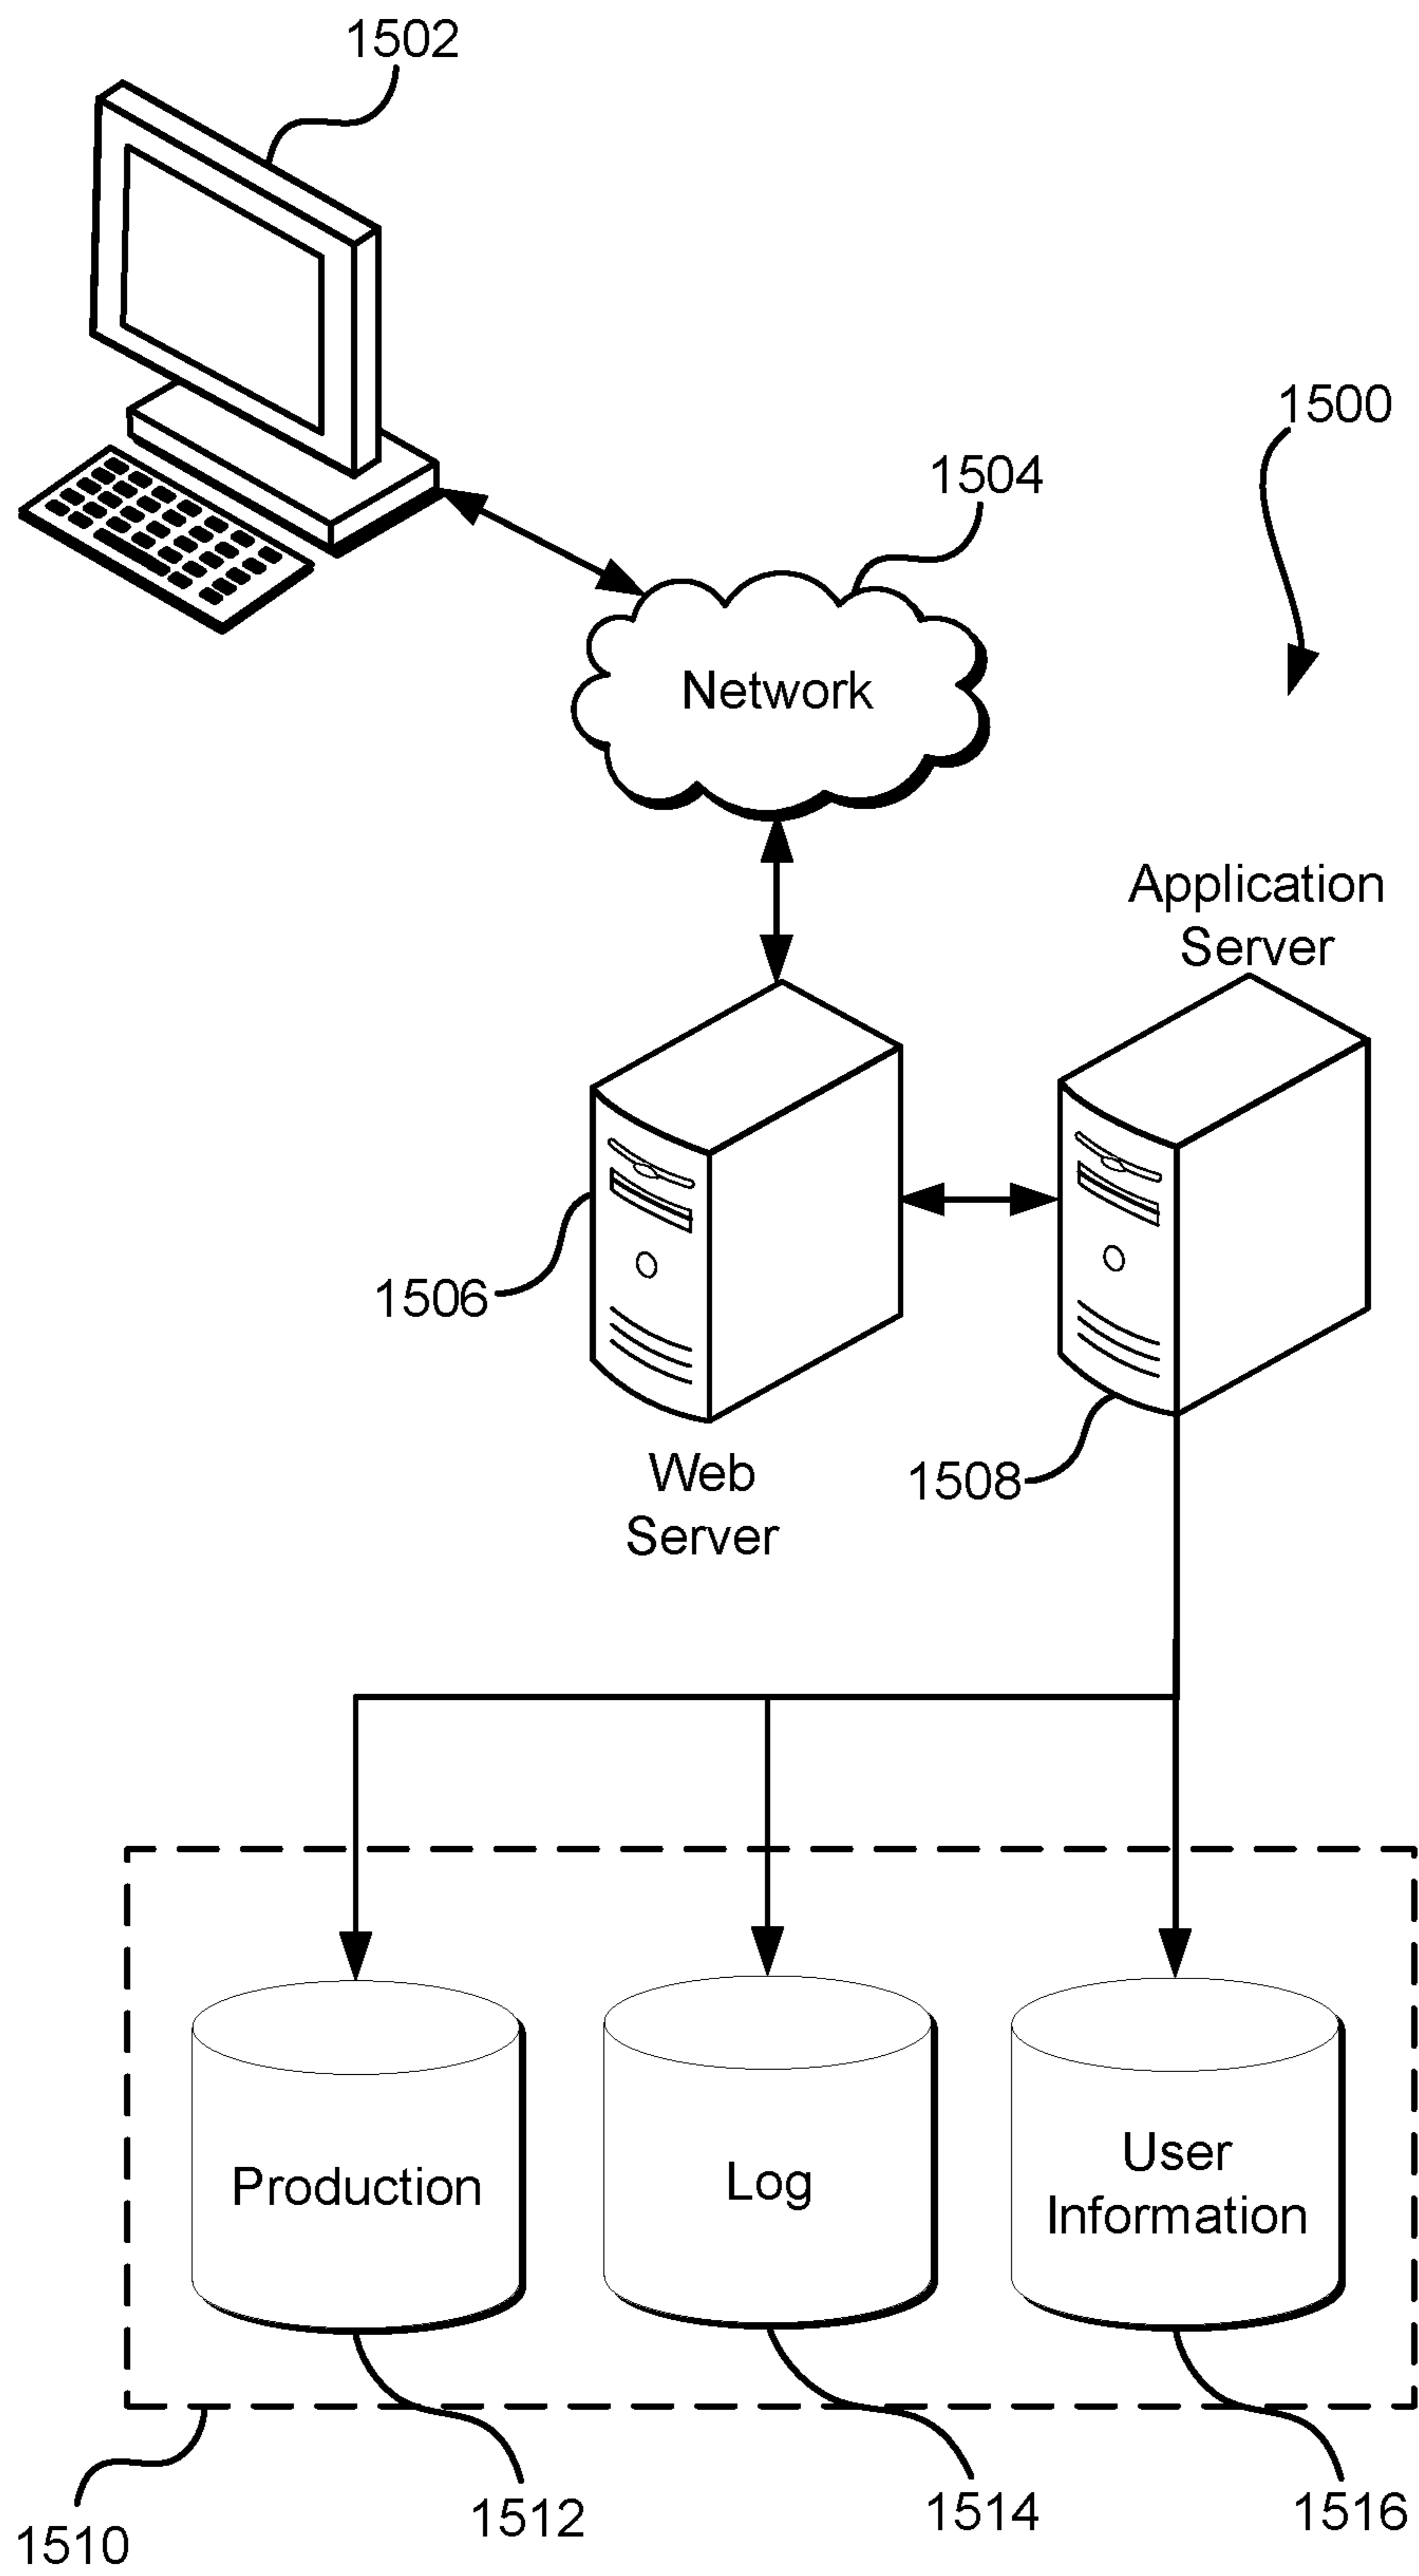 1502
1500
1504
Network
Application
Server
1506
Web
Server
1508
Production
Log
User
Information
1510
1512
1514
1516